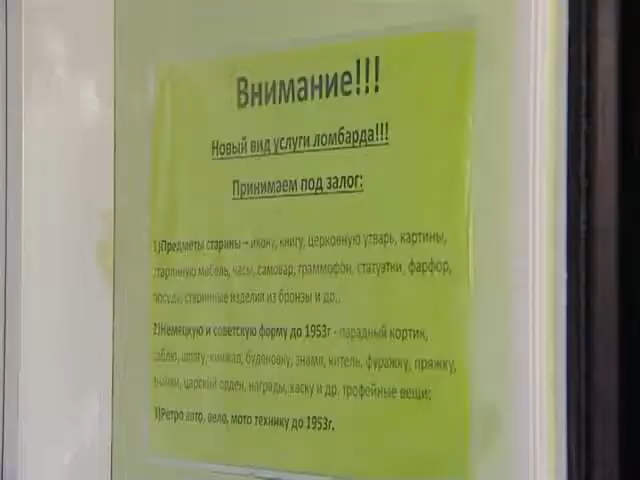 Внимание!!!
Новый вид услуги ломбарда!!!
Принимаем под залог:
1)Предметы старины – икону, книгу, церковную утварь, картины,
старинную мебель, часы, самовар, граммофон, статуэтки, фарфор,
посуду, старинные изделия из бронзы и др.,
2)Немецкую и советскую форму до 1953г - парадный кортик,
саблю, шпагу, кинжал, буденовку, знамя, китель, фуражку, пряжку,
царский орден, награды, каску и др. трофейные вещи;
3)Ретро авто, вело, мото технику до 1953г.